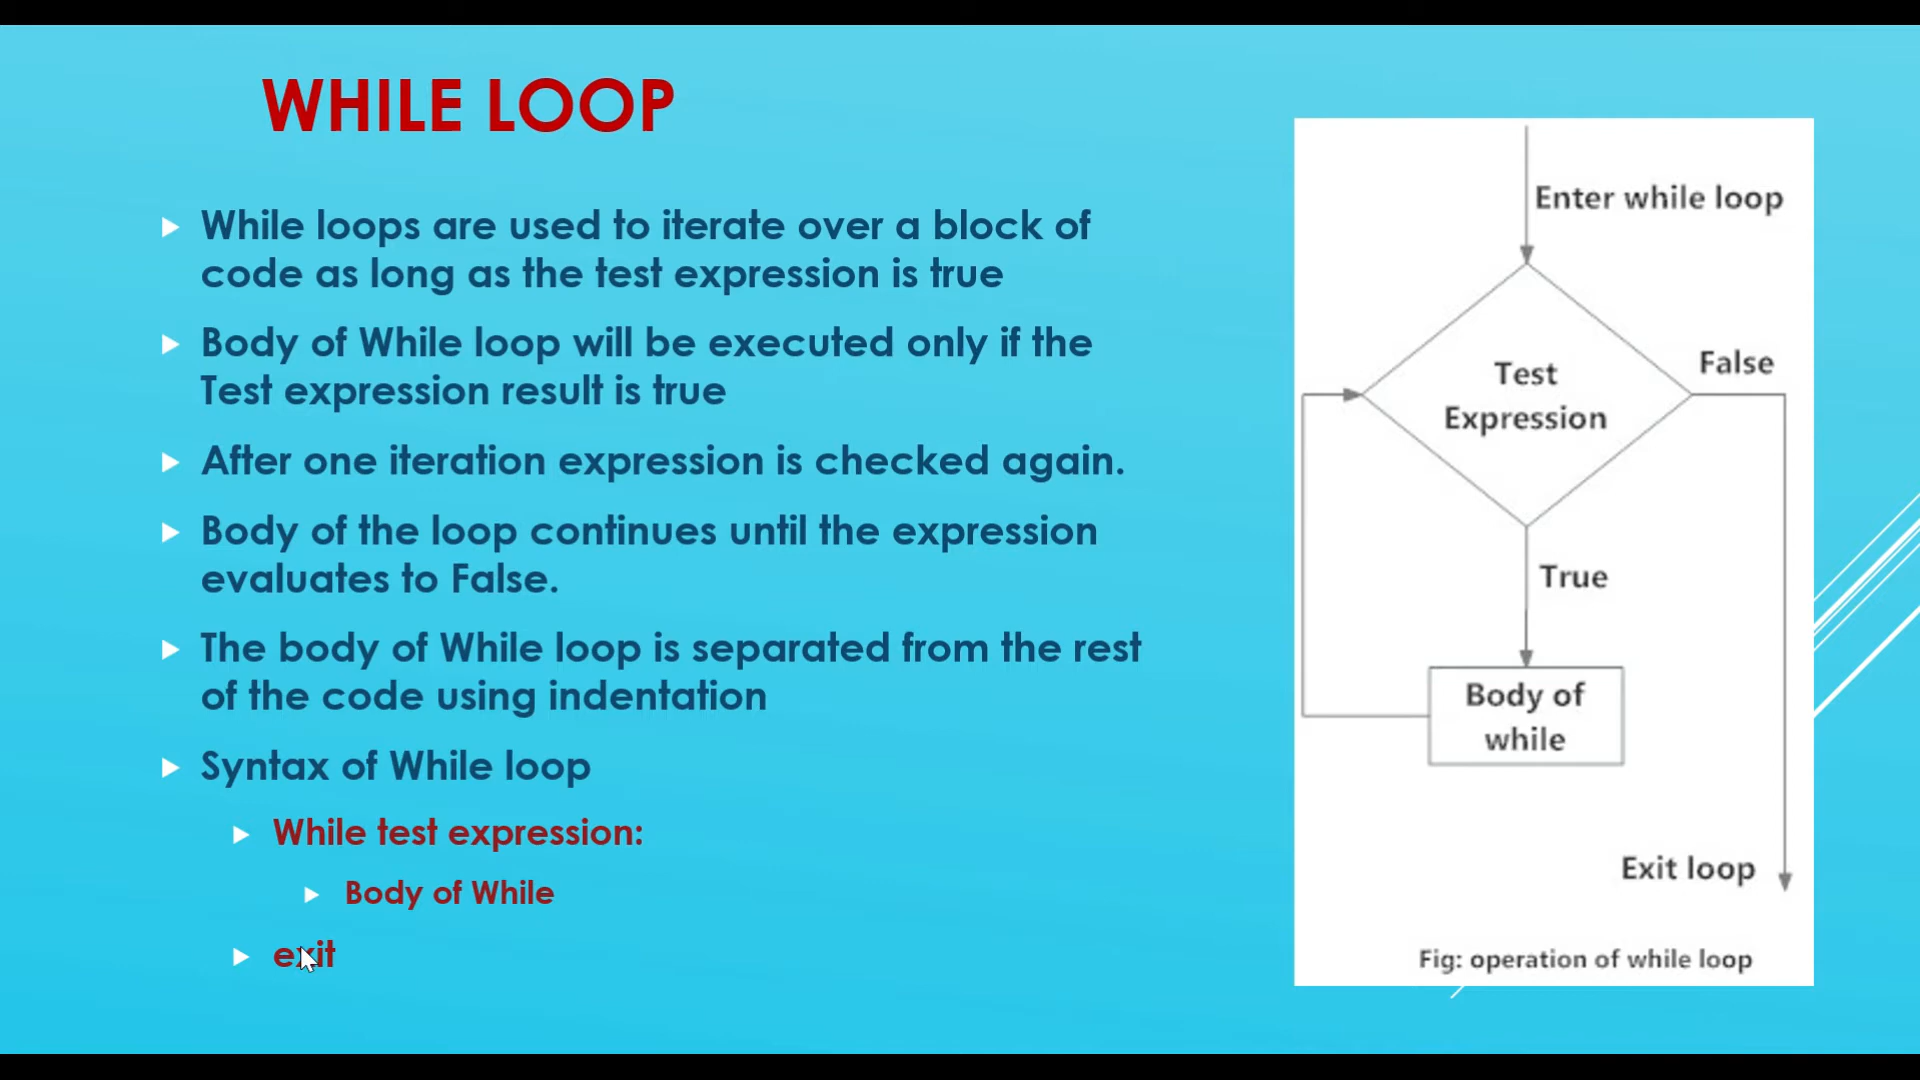 WHILE LOOP
While loops are used to iterate over a block of
code as long as the test expression is true
Body of While loop will be executed only if the
Test expression result is true
After one iteration expression is checked again.
Body of the loop continues until the expression
evaluates to False.
The body of While loop is separated from the rest
of the code using indentation
Syntax of While loop
While test expression:
Body of While
exit
Enter while loop
Test
Expression
False
True
Body of
while
Exit loop
Fig: operation of while loop